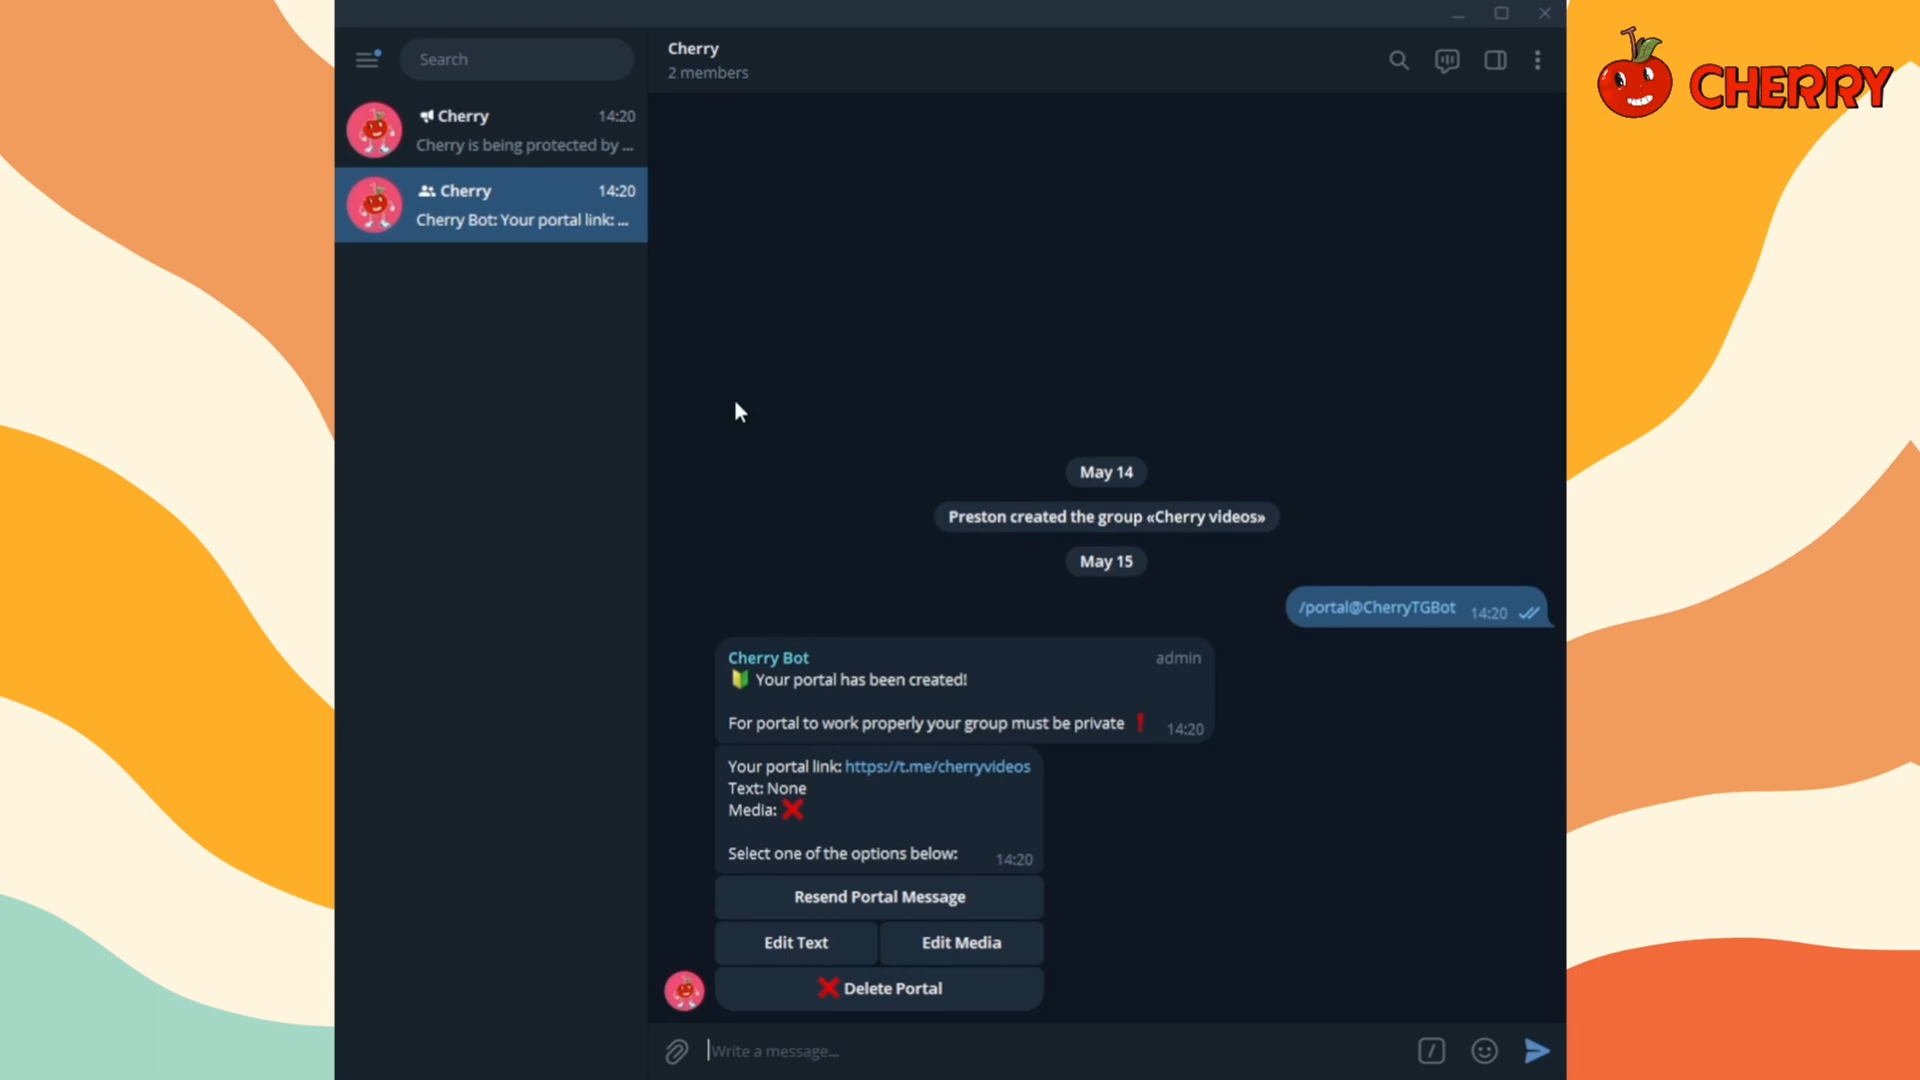 Search
Cherry
14:20
Cherry is being protected by ...
Cherry
14:20
Cherry Bot: Your portal link: ...
Cherry
2 members
CHERRY
May 14
Preston created the group «Cherry videos»
May 15
/portal@CherryTGBot 14:20
Cherry Bot admin
Your portal has been created!
For portal to work properly your group must be private ❗ 14:20
Your portal link: https://t.me/cherryvideos
Text: None
Media: ❌
Select one of the options below: 14:20
Resend Portal Message
Edit Text
Edit Media
❌ Delete Portal
Write a message...